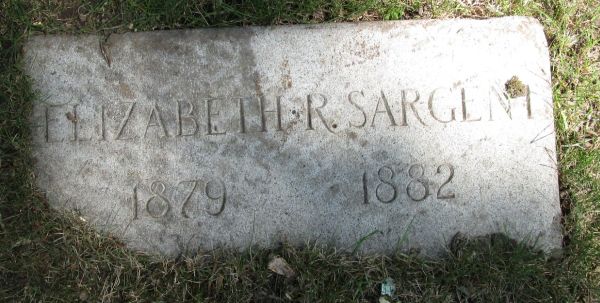 ELIZABETH R. SARGENT
1879 1882